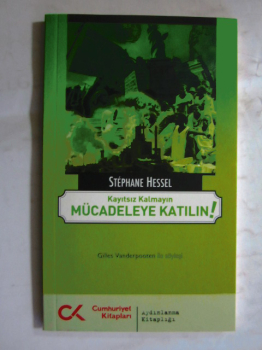 STÉPHANE HESSEL
Kayıtsız Kalmayın
MÜCADELEYE KATILIN!
Gilles Vanderpooten ile söyleşi
Cumhuriyet
Kitapları
Aydınlanma
Kitaplığı